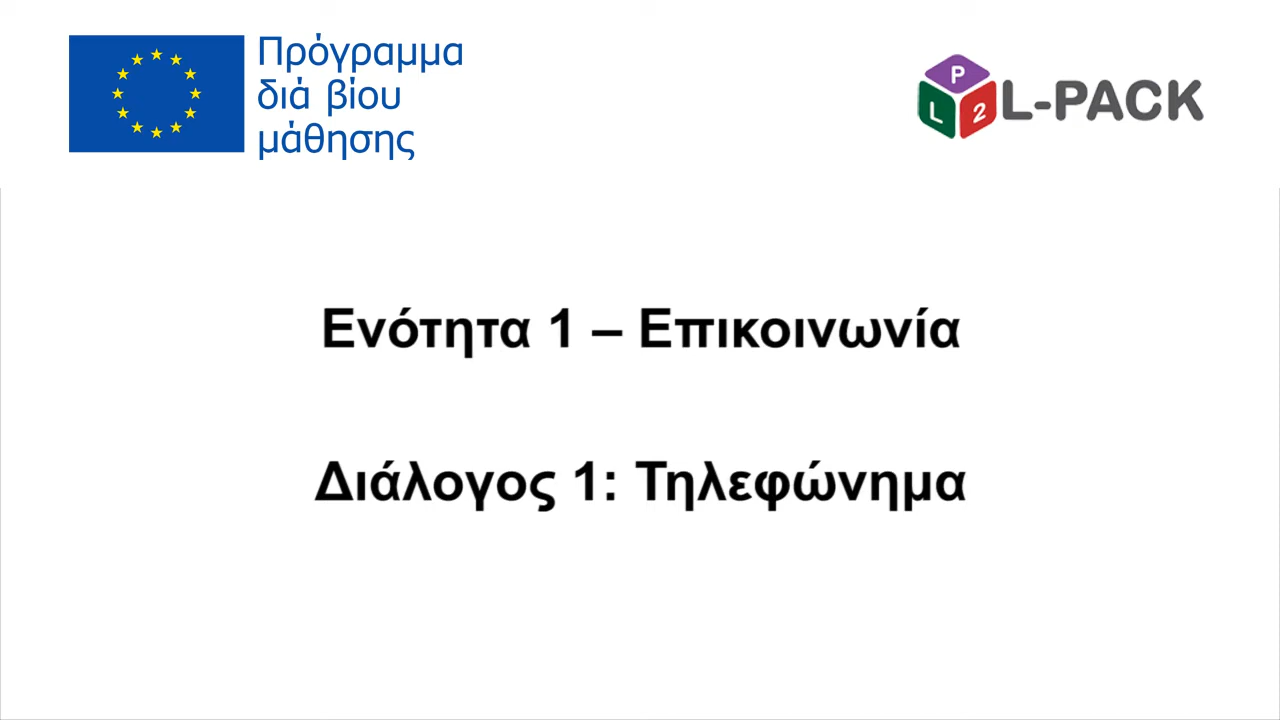 Πρόγραμμα
διά βίου
μάθησης
P
L
2
L-PACK
Ενότητα 1 – Επικοινωνία
Διάλογος 1: Τηλεφώνημα